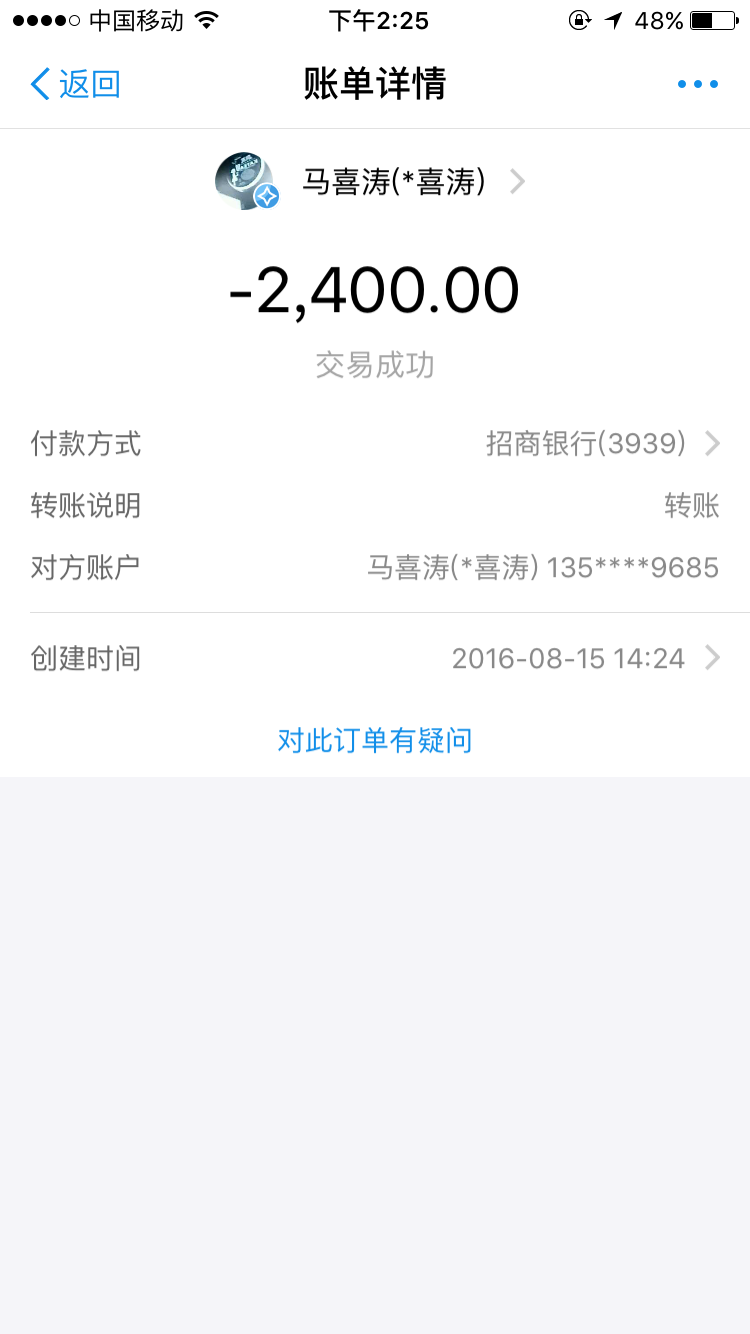 中国移动 下午2:25 48%
返回 账单详情
马喜涛(*喜涛)
-2,400.00
交易成功
付款方式 招商银行(3939)
转账说明 转账
对方账户 马喜涛(*喜涛) 135****9685
创建时间 2016-08-15 14:24
对此订单有疑问